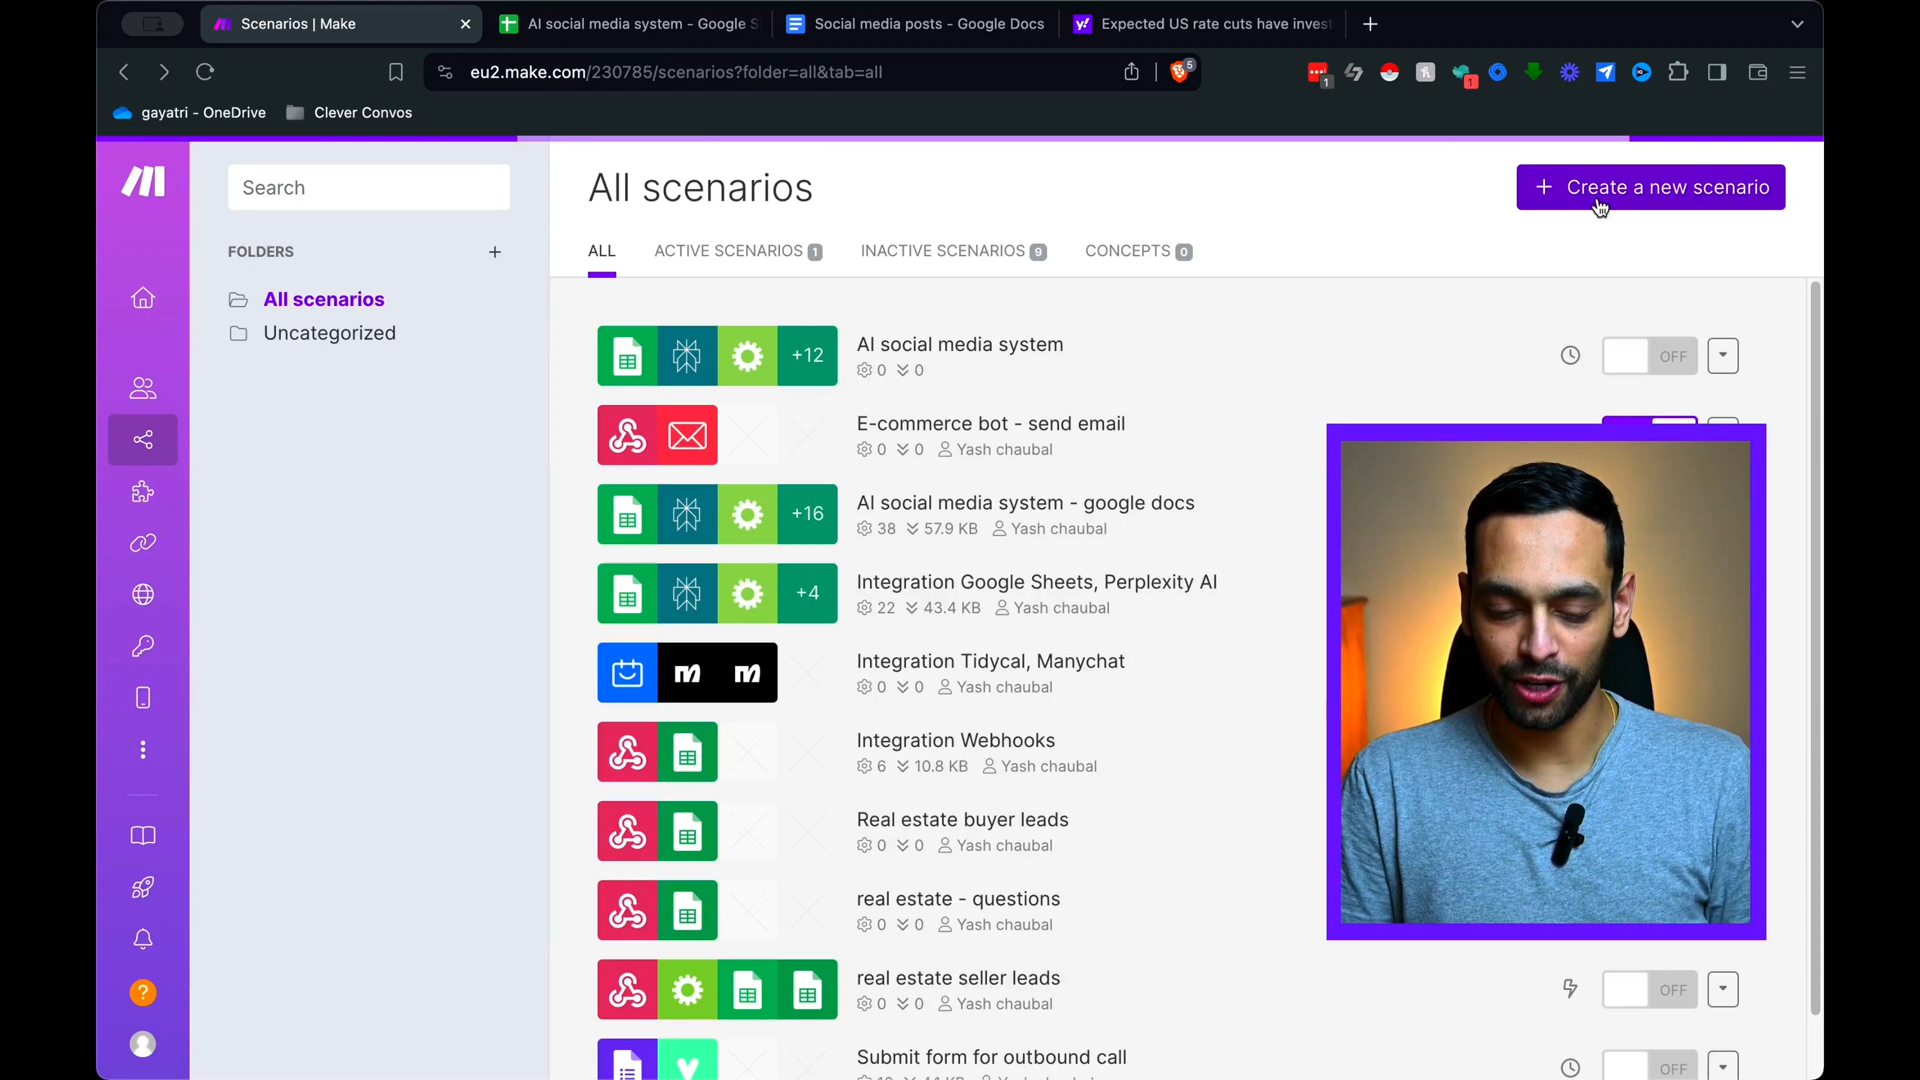 Scenarios | Make
AI social media system - Google S
Social media posts - Google Docs
Expected US rate cuts have invest
eu2.make.com/230785/scenarios?folder=all&tab=all
5
1
1
gayatri - OneDrive
Clever Convos
Search
All scenarios
+ Create a new scenario
FOLDERS
+
All scenarios
Uncategorized
ALL
ACTIVE SCENARIOS 1
INACTIVE SCENARIOS 9
CONCEPTS 0
+12
AI social media system
0 0
OFF
E-commerce bot - send email
0 0 Yash chaubal
+16
AI social media system - google docs
38 57.9 KB Yash chaubal
+4
Integration Google Sheets, Perplexity AI
22 43.4 KB Yash chaubal
Integration Tidycal, Manychat
0 0 Yash chaubal
Integration Webhooks
6 10.8 KB Yash chaubal
Real estate buyer leads
0 0 Yash chaubal
real estate - questions
0 0 Yash chaubal
real estate seller leads
0 0 Yash chaubal
OFF
Submit form for outbound call
OFF